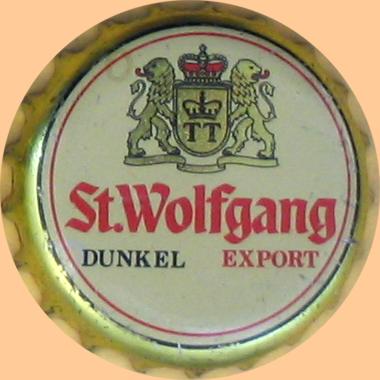 TT
St.Wolfgang
DUNKEL EXPORT